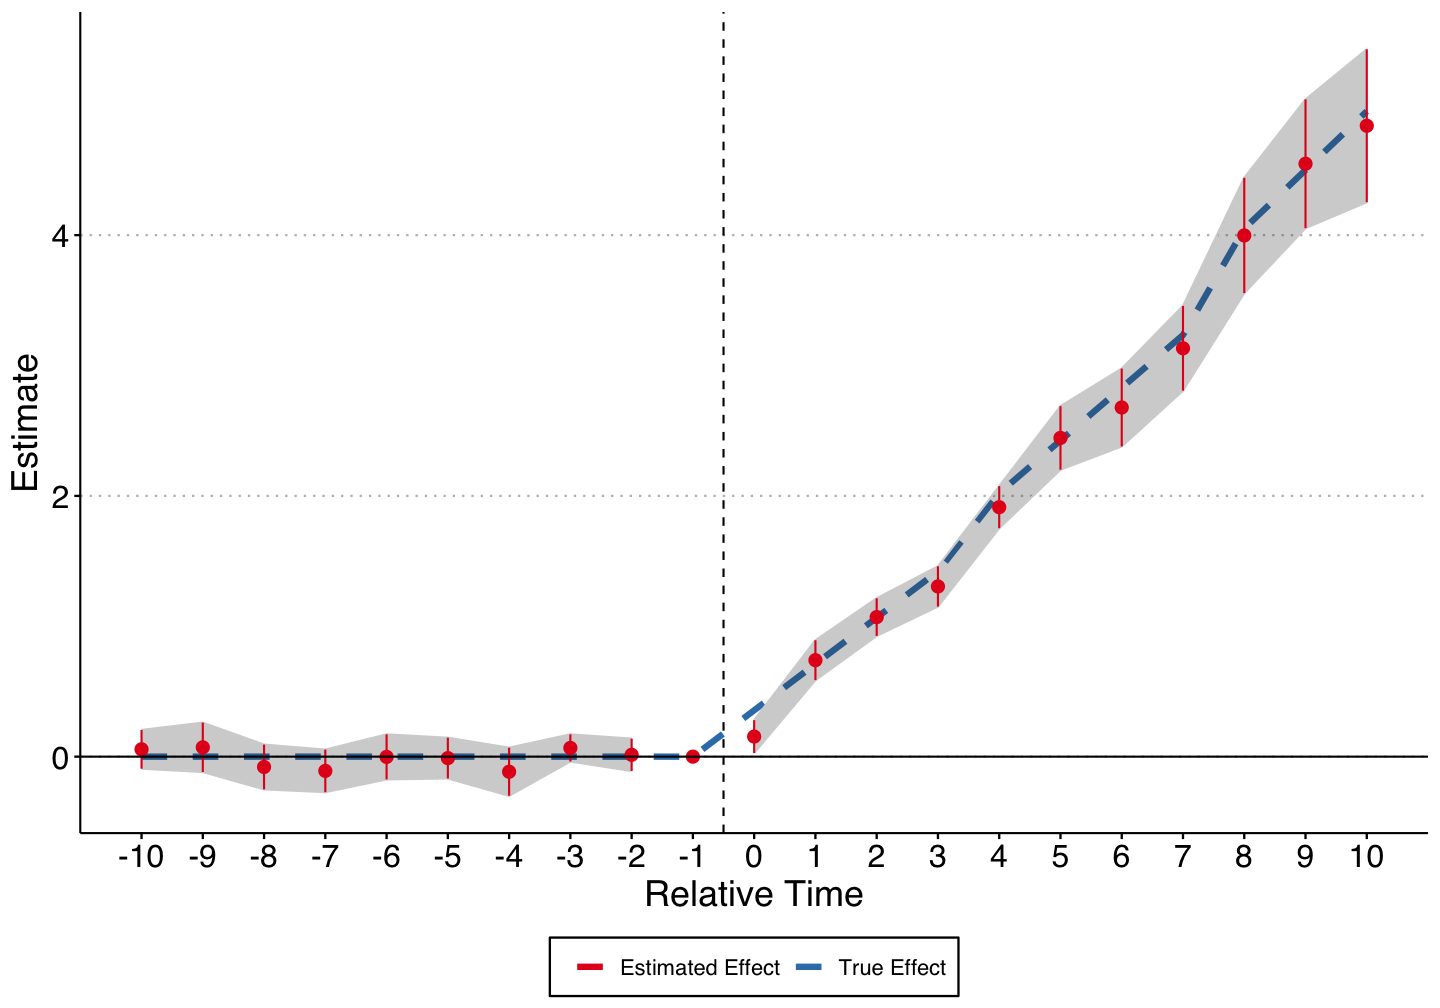 4
2
0
Estimate
-10 -9 -8 -7 -6 -5 -4 -3 -2 -1 0 1 2 3 4 5 6 7 8 9 10
Relative Time
Estimated Effect True Effect